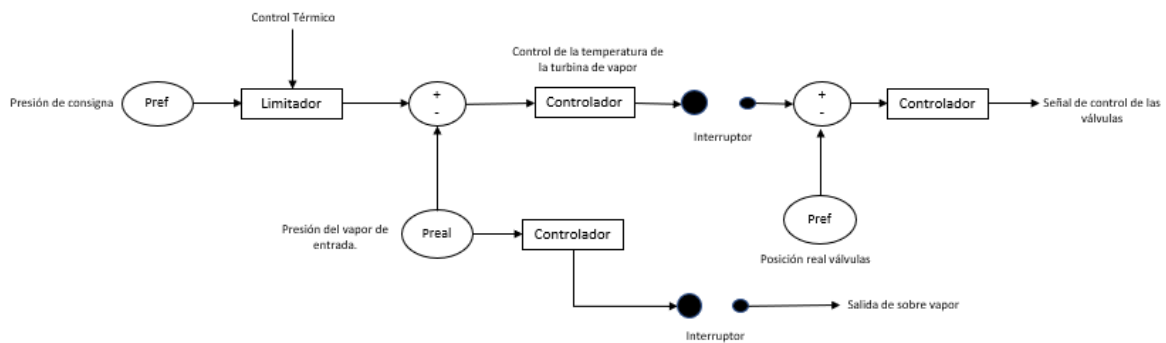 Control Térmico
Control de la temperatura de
la turbina de vapor
Presión de consigna
Pref
Limitador
+
-
Controlador
Interruptor
+
-
Controlador
Señal de control de las
válvulas
Presión del vapor de
entrada.
Preal
Controlador
Pref
Posición real válvulas
Salida de sobre vapor
Interruptor